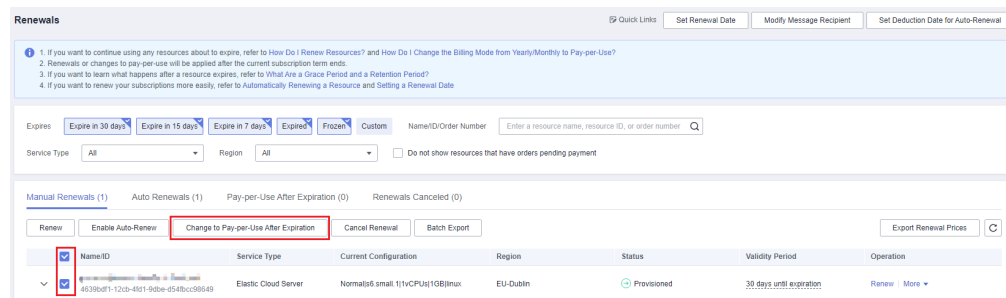 Renewals
Quick Links Set Renewal Date Modify Message Recipient Set Deduction Date for Auto-Renewal
1. If you want to continue using any resources about to expire, refer to How Do I Renew Resources? and How Do I Change the Billing Mode from Yearly/Monthly to Pay-per-Use?
2. Renewals or changes to pay-per-use will be applied after the current subscription term ends.
3. If you want to learn what happens after a resource expires, refer to What Are a Grace Period and a Retention Period?
4. If you want to renew your subscriptions more easily, refer to Automatically Renewing a Resource and Setting a Renewal Date
Expires Expire in 30 days Expire in 15 days Expire in 7 days Expired Frozen Custom Name/ID/Order Number Enter a resource name, resource ID, or order number
Service Type All Region All Do not show resources that have orders pending payment
Manual Renewals (1) Auto Renewals (1) Pay-per-Use After Expiration (0) Renewals Canceled (0)
Renew Enable Auto-Renew Change to Pay-per-Use After Expiration Cancel Renewal Batch Export Export Renewal Prices
Name/ID Service Type Current Configuration Region Status Validity Period Operation
Elastic Cloud Server Normal|s6.small.1|1vCPUs|1GB|linux EU-Dublin Provisioned 30 days until expiration Renew More
4639bdf1-12cb-4fd1-9dbe-d54fbcc98649